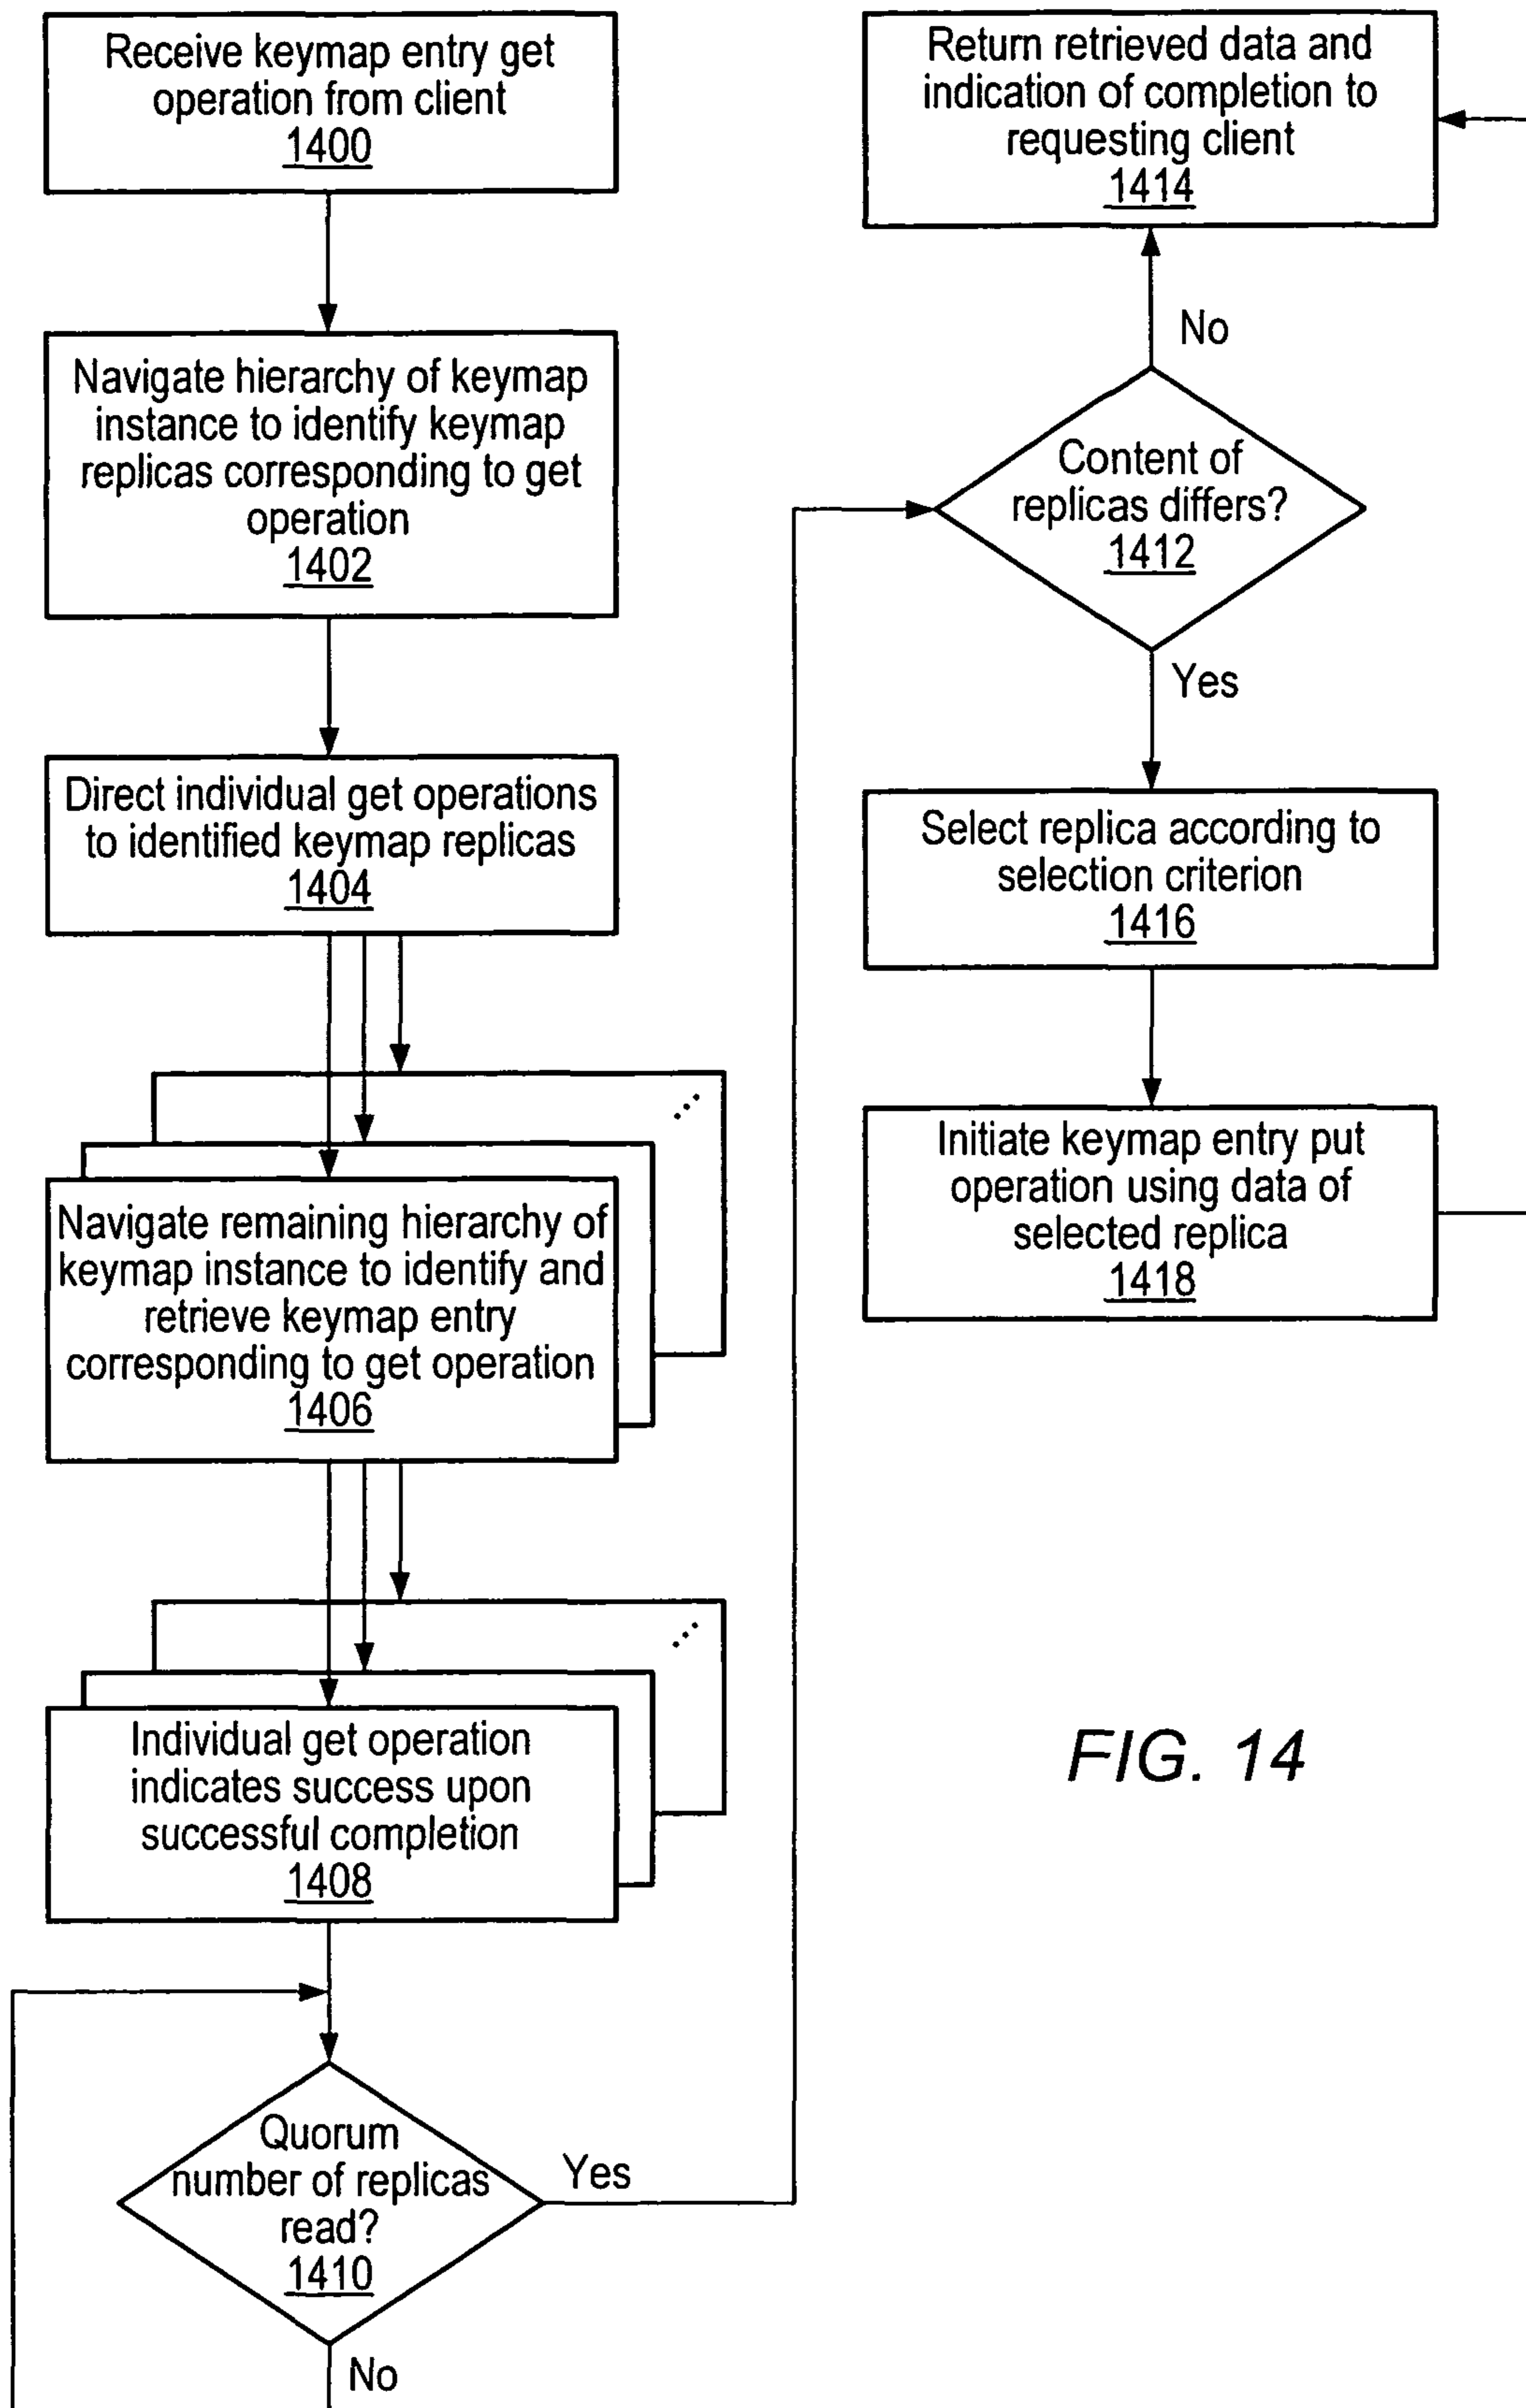 Receive keymap entry get
operation from client
1400
Navigate hierarchy of keymap
instance to identify keymap
replicas corresponding to get
operation
1402
Direct individual get operations
to identified keymap replicas
1404
Navigate remaining hierarchy of
keymap instance to identify and
retrieve keymap entry
corresponding to get operation
1406
Individual get operation
indicates success upon
successful completion
1408
Quorum
number of replicas
read?
1410
Yes
No
Return retrieved data and
indication of completion to
requesting client
1414
No
Content of
replicas differs?
1412
Yes
Select replica according to
selection criterion
1416
Initiate keymap entry put
operation using data of
selected replica
1418
FIG. 14